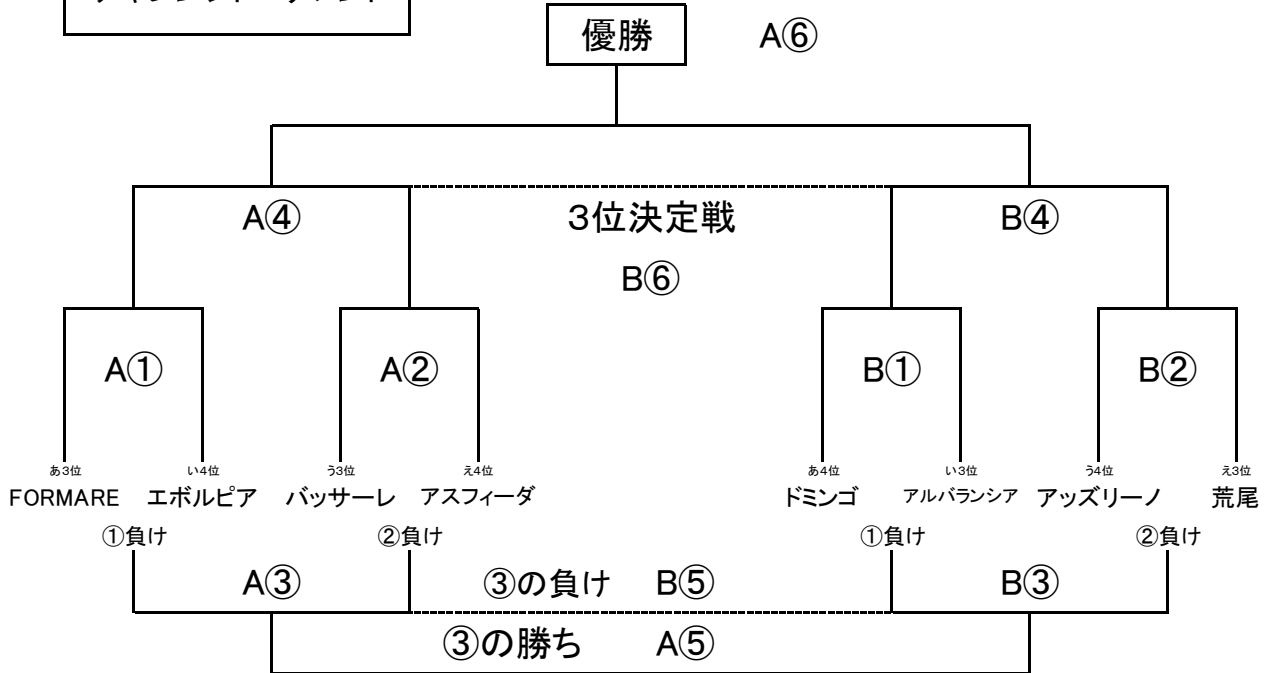 優勝 A⑥
A④ 3位決定戦 B④
B⑥
A① A② B① B②
あ3位 い4位 う3位 え4位 あ4位 い3位 う4位 え3位
FORMARE エボルピア バッサーレ アスフィーダ ドミンゴ アルバランシア アッズリーノ 荒尾
①負け ②負け ①負け ②負け
A③ ③の負け B⑤ B③
③の勝ち A⑤